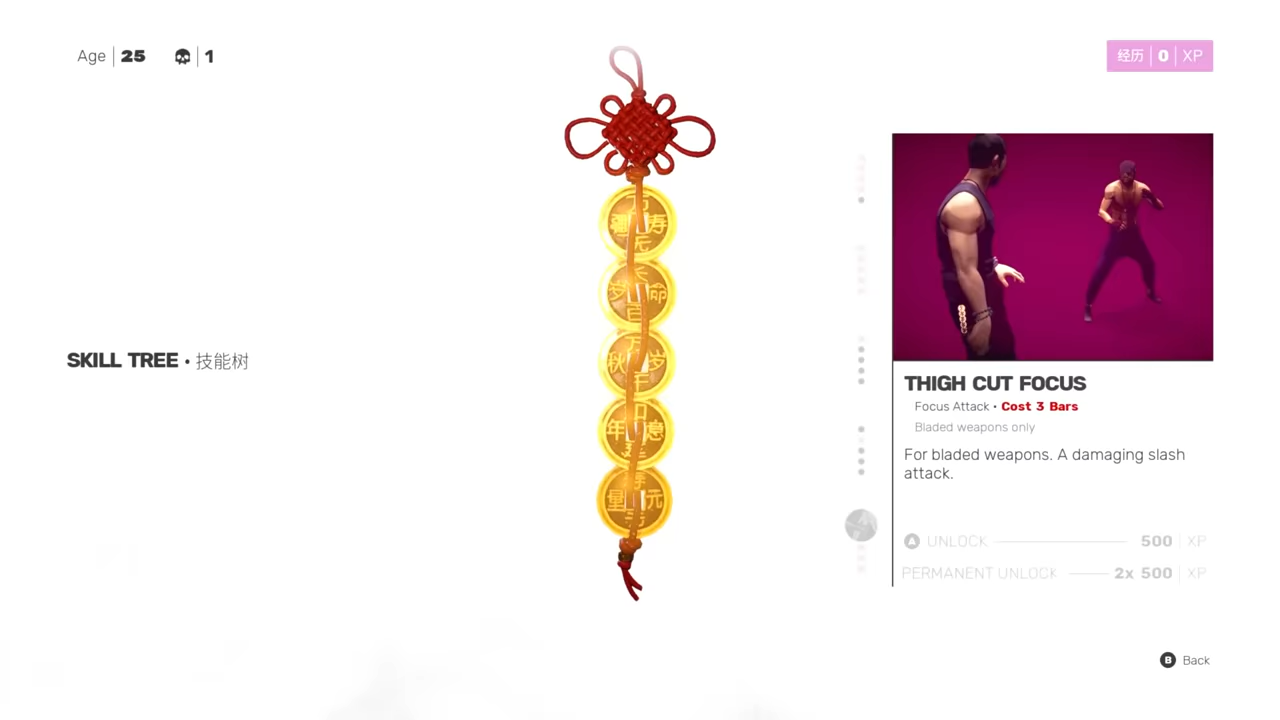 Age 25 1
经历 0 XP
SKILL TREE • 技能树
THIGH CUT FOCUS
Focus Attack • Cost 3 Bars
Bladed weapons only
For bladed weapons. A damaging slash
attack.
A UNLOCK 500 XP
PERMANENT UNLOCK 2x 500 XP
B Back